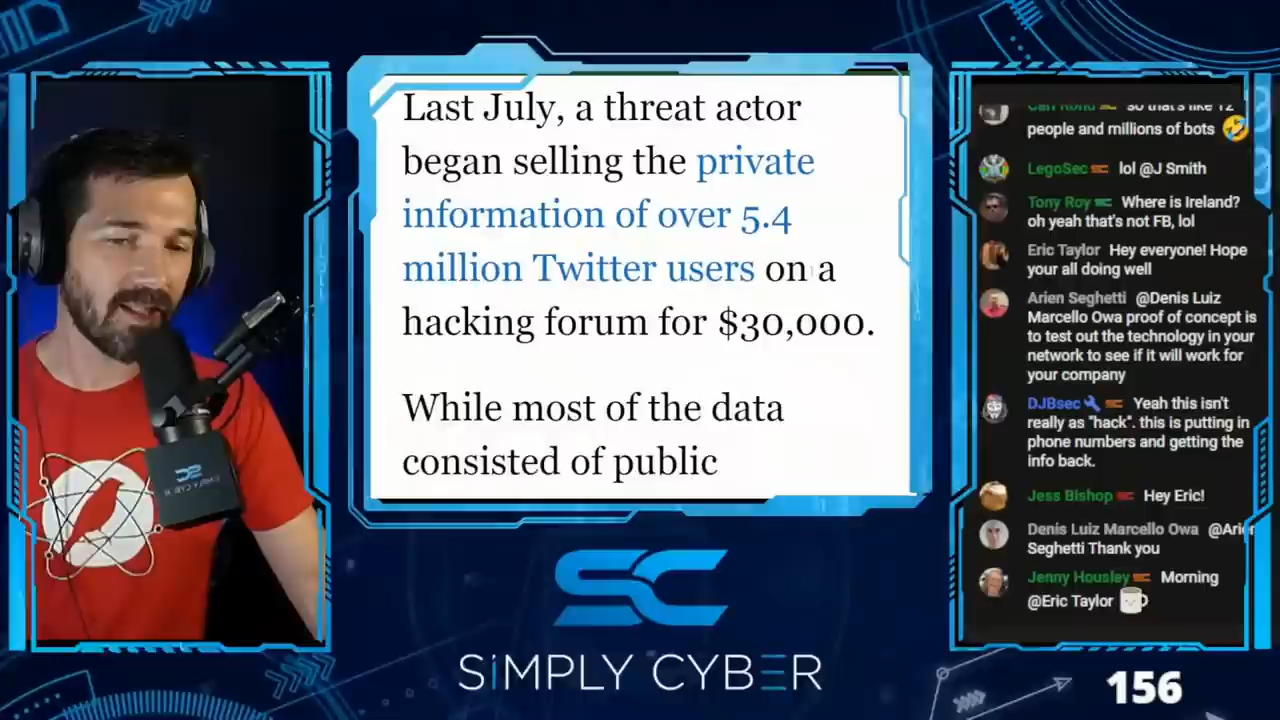 Last July, a threat actor
began selling the private
information of over 5.4
million Twitter users on a
hacking forum for $30,000.
While most of the data
consisted of public
SC
SiMPLY CYBER
people and millions of bots
LegoSec lol @J Smith
Tony Roy Where is Ireland?
oh yeah that's not FB, lol
Eric Taylor Hey everyone! Hope
your all doing well
Arien Seghetti @Denis Luiz
Marcello Owa proof of concept is
to test out the technology in your
network to see if it will work for
your company
DJBsec Yeah this isn't
really as "hack". this is putting in
phone numbers and getting the
info back.
Jess Bishop Hey Eric!
Denis Luiz Marcello Owa @Arien
Seghetti Thank you
Jenny Housley Morning
@Eric Taylor
156